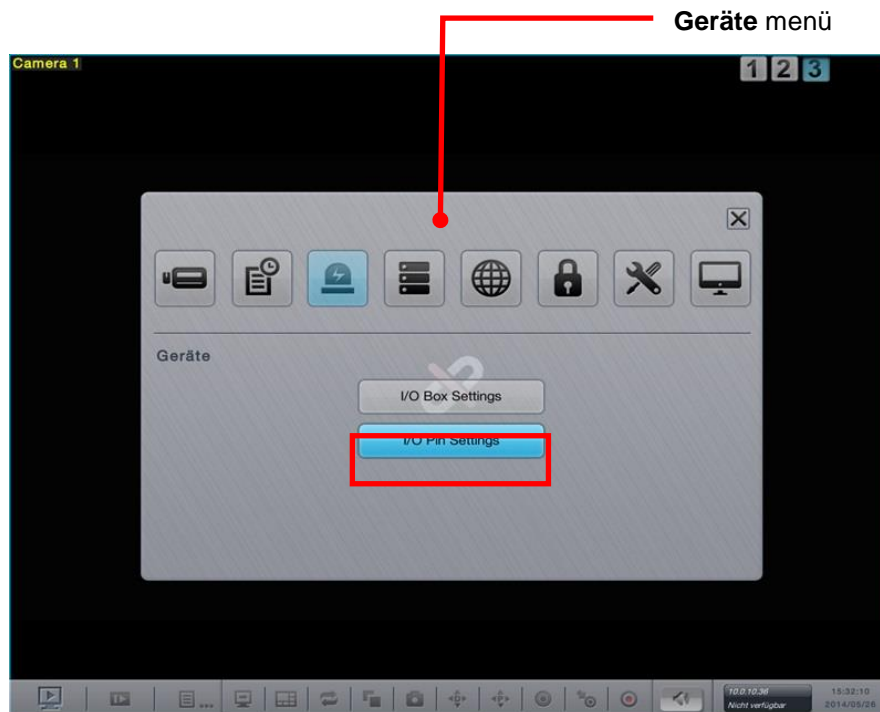 Geräte menü
Camera 1
1 2 3
Geräte
I/O Box Settings
I/O Pin Settings
10.0.10.36
Nicht verfügbar
15:32:10
2014/05/26